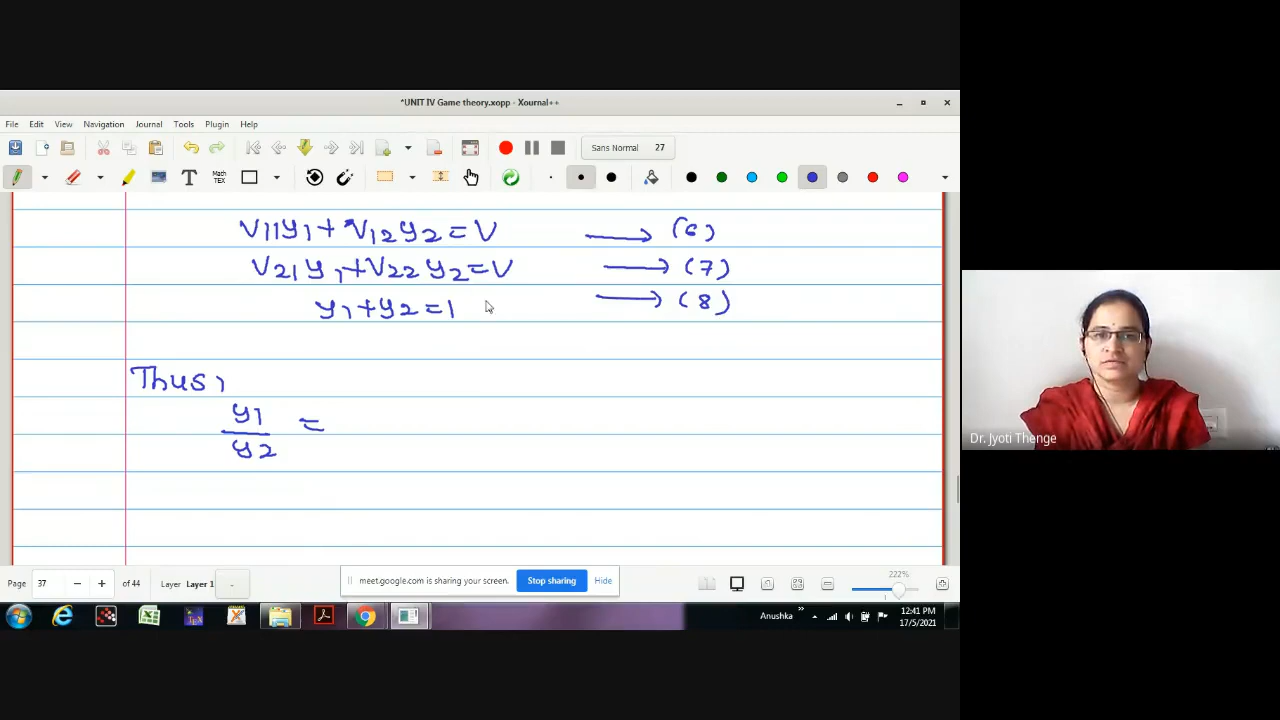 *UNIT IV Game theory.xopp - Xournal++
File Edit View Navigation Journal Tools Plugin Help
Sans Normal 27
Math TEX
V11y1 + V12y2 = V → (6)
V21y1 + V22y2 = V → (7)
y1 + y2 = 1 → (8)
Thus,
y1
y2 =
Dr. Jyoti Thenge
Page 37 of 44 Layer Layer 1
meet.google.com is sharing your screen. Stop sharing Hide
222%
Anushka
12:41 PM
17/5/2021